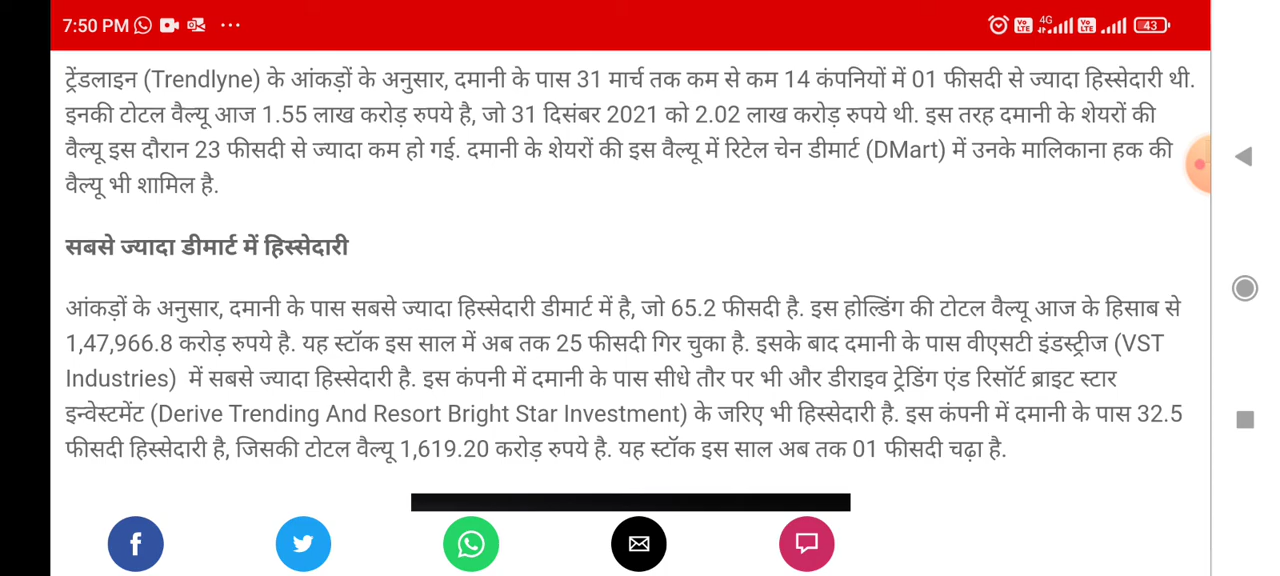 7:50 PM
4G
Vo LTE
Vo LTE
43
ट्रेंडलाइन (Trendlyne) के आंकड़ों के अनुसार, दमानी के पास 31 मार्च तक कम से कम 14 कंपनियों में 01 फीसदी से ज्यादा हिस्सेदारी थी.
इनकी टोटल वैल्यू आज 1.55 लाख करोड़ रुपये है, जो 31 दिसंबर 2021 को 2.02 लाख करोड़ रुपये थी. इस तरह दमानी के शेयरों की
वैल्यू इस दौरान 23 फीसदी से ज्यादा कम हो गई. दमानी के शेयरों की इस वैल्यू में रिटेल चेन डीमार्ट (DMart) में उनके मालिकाना हक की
वैल्यू भी शामिल है.
सबसे ज्यादा डीमार्ट में हिस्सेदारी
आंकड़ों के अनुसार, दमानी के पास सबसे ज्यादा हिस्सेदारी डीमार्ट में है, जो 65.2 फीसदी है. इस होल्डिंग की टोटल वैल्यू आज के हिसाब से
1,47,966.8 करोड़ रुपये है. यह स्टॉक इस साल में अब तक 25 फीसदी गिर चुका है. इसके बाद दमानी के पास वीएसटी इंडस्ट्रीज (VST
Industries) में सबसे ज्यादा हिस्सेदारी है. इस कंपनी में दमानी के पास सीधे तौर पर भी और डीराइव ट्रेडिंग एंड रिसॉर्ट ब्राइट स्टार
इन्वेस्टमेंट (Derive Trending And Resort Bright Star Investment) के जरिए भी हिस्सेदारी है. इस कंपनी में दमानी के पास 32.5
फीसदी हिस्सेदारी है, जिसकी टोटल वैल्यू 1,619.20 करोड़ रुपये है. यह स्टॉक इस साल अब तक 01 फीसदी चढ़ा है.